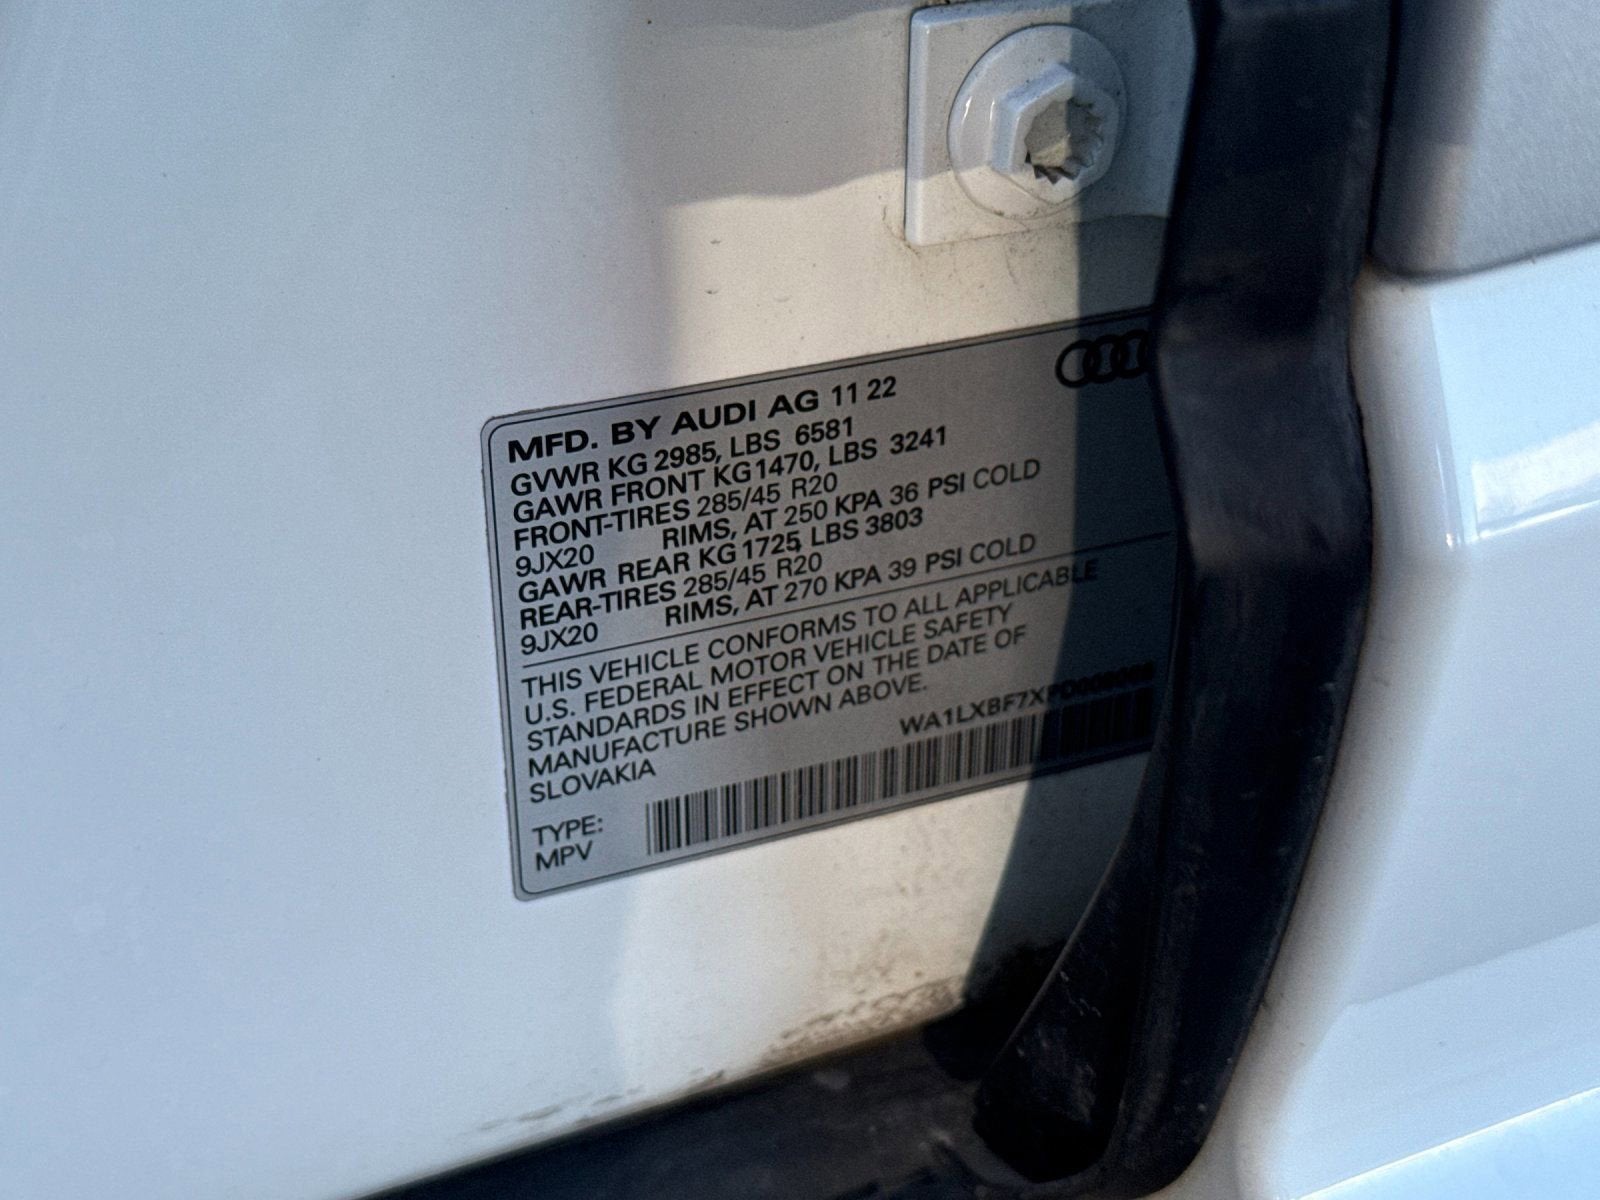 MFD. BY AUDI AG 11 22
GVWR KG 2985, LBS 6581
GAWR FRONT KG 1470, LBS 3241
FRONT-TIRES 285/45 R20
9JX20 RIMS, AT 250 KPA 36 PSI COLD
GAWR REAR KG 1725, LBS 3803
REAR-TIRES 285/45 R20
9JX20 RIMS, AT 270 KPA 39 PSI COLD
THIS VEHICLE CONFORMS TO ALL APPLICABLE
U.S. FEDERAL MOTOR VEHICLE SAFETY
STANDARDS IN EFFECT ON THE DATE OF
MANUFACTURE SHOWN ABOVE.
SLOVAKIA
TYPE:
MPV